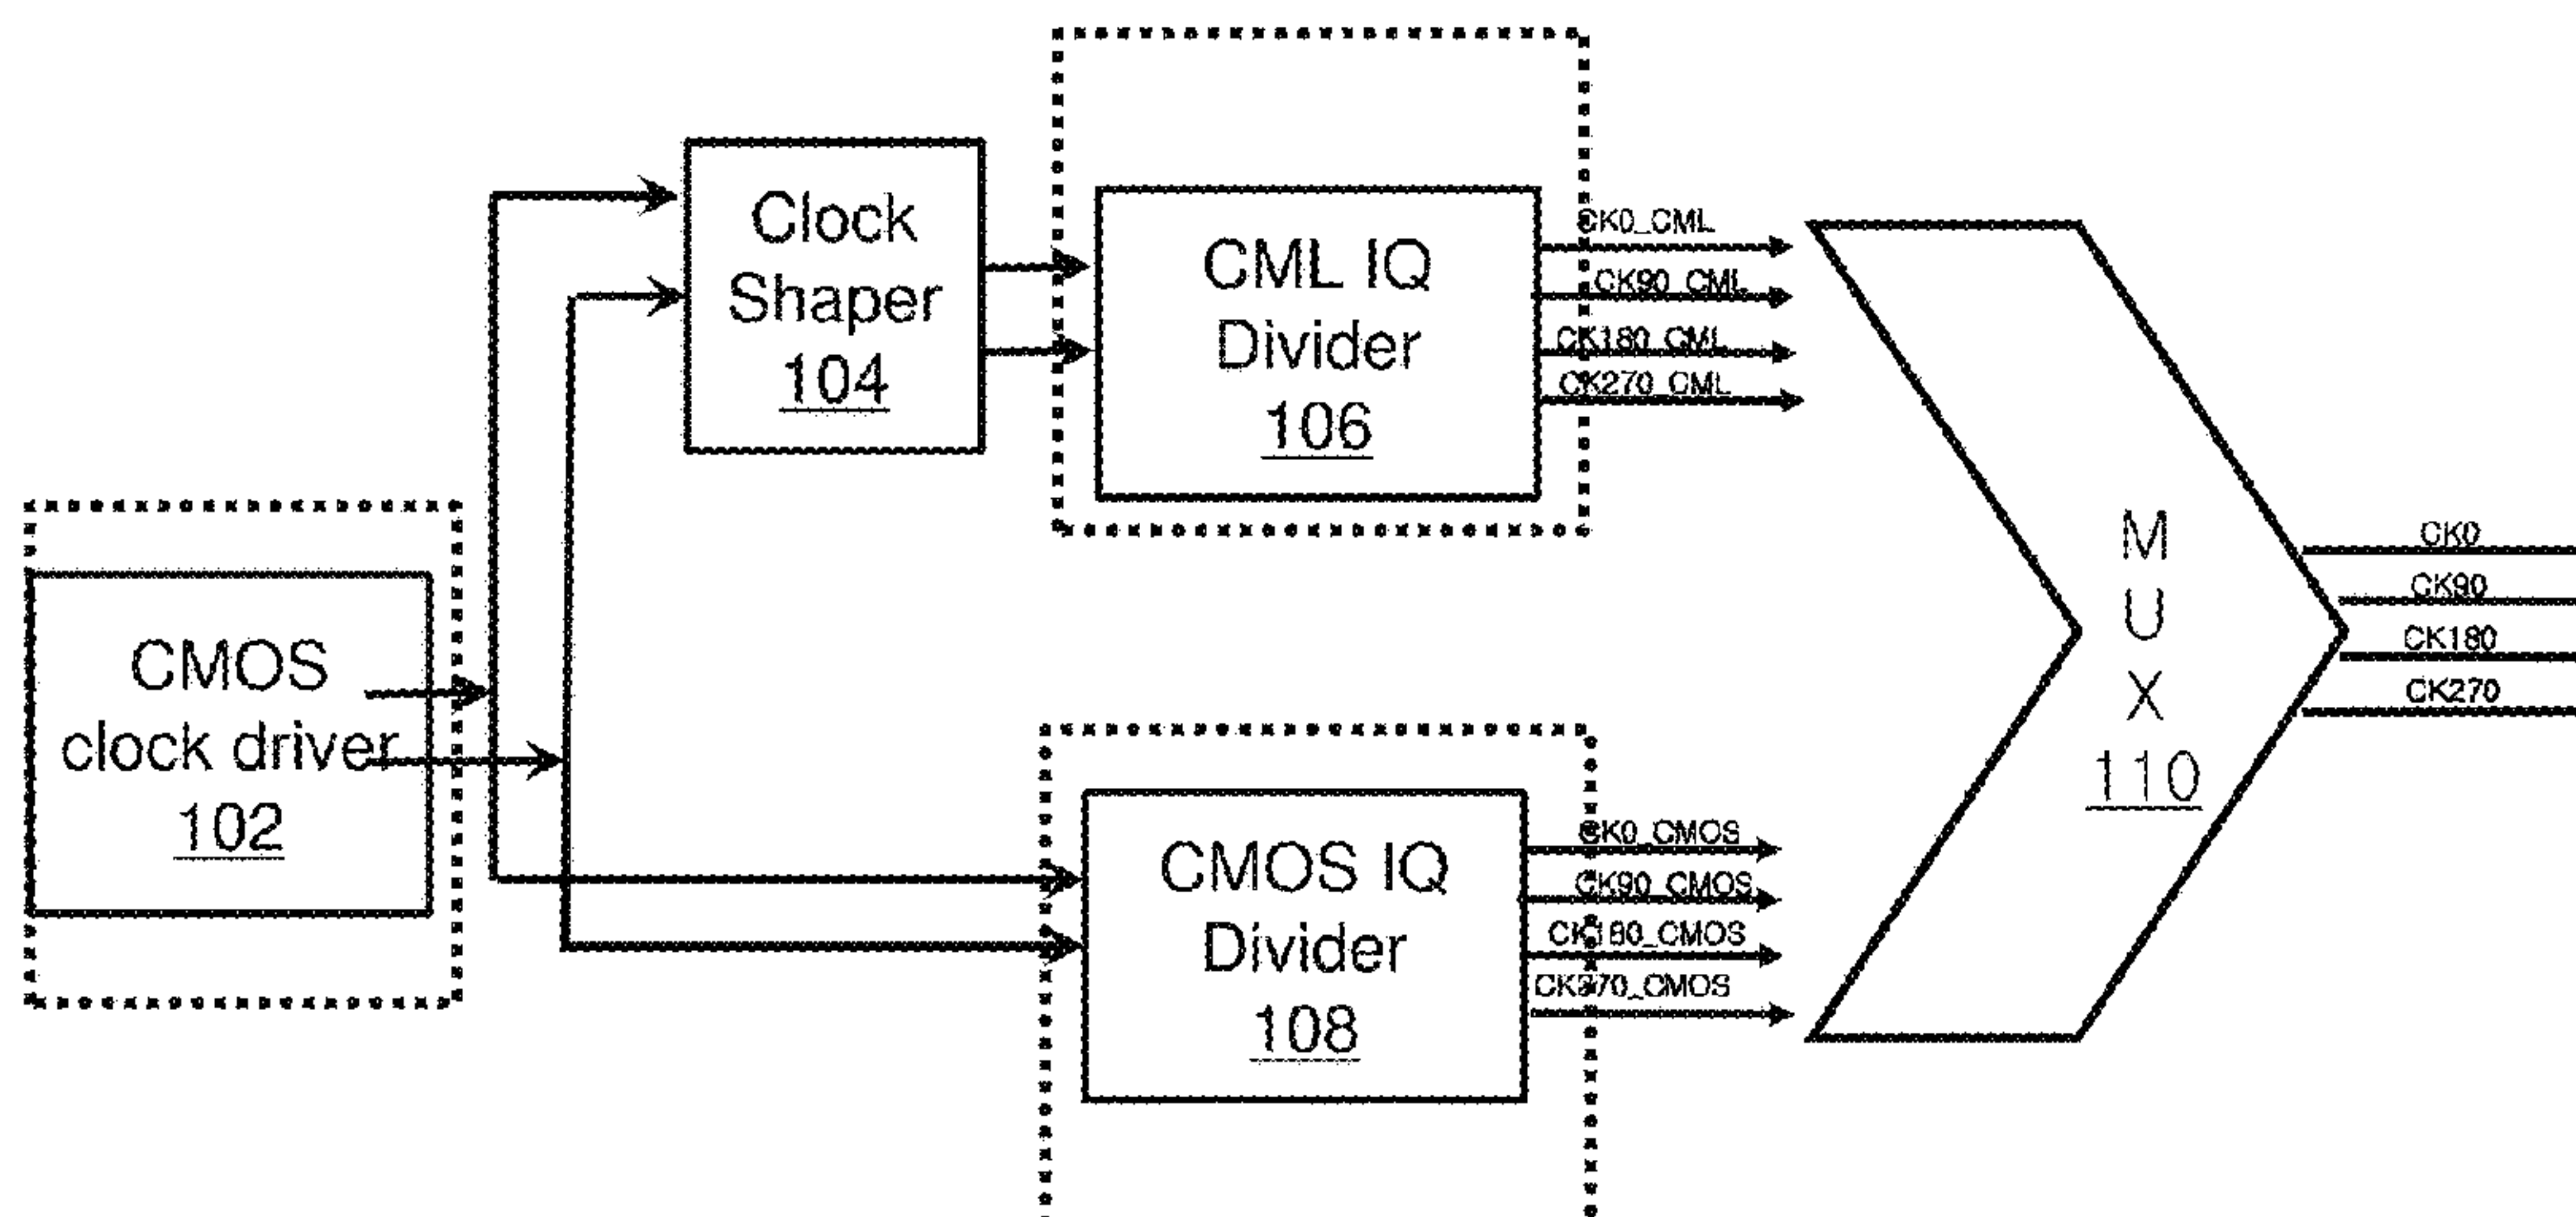 Clock
Shaper
104
CML IQ
Divider
106
CK0_CML
CK90_CML
CK180_CML
CK270_CML
CMOS
clock driver
102
CMOS IQ
Divider
108
CK0_CMOS
CK90_CMOS
CK180_CMOS
CK270_CMOS
M
U
X
110
CK0
CK90
CK180
CK270